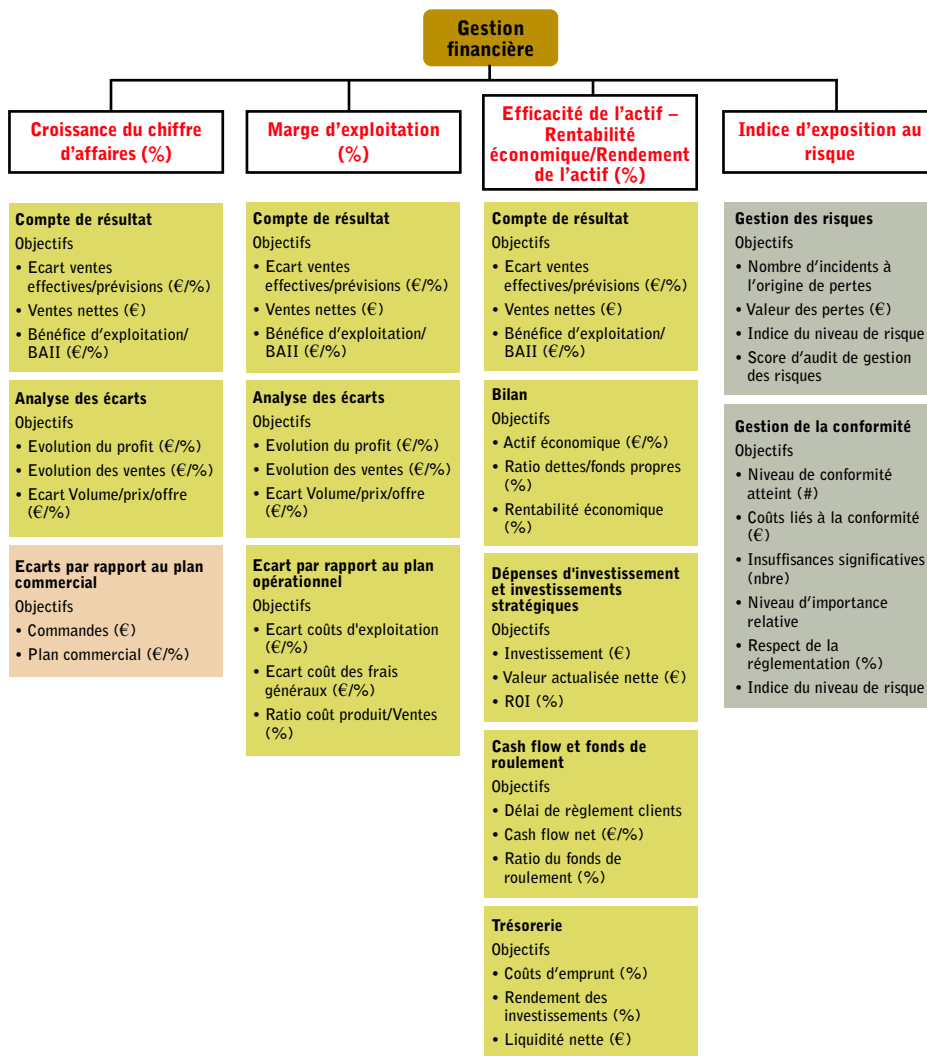 Gestion
financière
Croissance du chiffre
d'affaires (%)
Compte de résultat
Objectifs
• Ecart ventes
effectives/prévisions (€/%)
• Ventes nettes (€)
• Bénéfice d'exploitation/
BAII (€/%)
Analyse des écarts
Objectifs
• Evolution du profit (€/%)
• Evolution des ventes (€/%)
• Ecart Volume/prix/offre
(€/%)
Ecarts par rapport au plan
commercial
Objectifs
• Commandes (€)
• Plan commercial (€/%)
Marge d'exploitation
(%)
Compte de résultat
Objectifs
• Ecart ventes
effectives/prévisions (€/%)
• Ventes nettes (€)
• Bénéfice d'exploitation/
BAII (€/%)
Analyse des écarts
Objectifs
• Evolution du profit (€/%)
• Evolution des ventes (€/%)
• Ecart Volume/prix/offre
(€/%)
Ecart par rapport au plan
opérationnel
Objectifs
• Ecart coûts d'exploitation
(€/%)
• Ecart coût des frais
généraux (€/%)
• Ratio coût produit/Ventes
(%)
Efficacité de l'actif –
Rentabilité
économique/Rendement
de l'actif (%)
Compte de résultat
Objectifs
• Ecart ventes
effectives/prévisions (€/%)
• Ventes nettes (€)
• Bénéfice d'exploitation/
BAII (€/%)
Bilan
Objectifs
• Actif économique (€/%)
• Ratio dettes/fonds propres
(%)
• Rentabilité économique
(%)
Dépenses d'investissement
et investissements
stratégiques
Objectifs
• Investissement (€)
• Valeur actualisée nette (€)
• ROI (%)
Cash flow et fonds de
roulement
Objectifs
• Délai de règlement clients
• Cash flow net (€/%)
• Ratio du fonds de
roulement (%)
Trésorerie
Objectifs
• Coûts d'emprunt (%)
• Rendement des
investissements (%)
• Liquidité nette (€)
Indice d'exposition au
risque
Gestion des risques
Objectifs
• Nombre d'incidents à
l'origine de pertes
• Valeur des pertes (€)
• Indice du niveau de risque
• Score d'audit de gestion
des risques
Gestion de la conformité
Objectifs
• Niveau de conformité
atteint (#)
• Coûts liés à la conformité
(€)
• Insuffisances significatives
(nbre)
• Niveau d'importance
relative
• Respect de la
réglementation (%)
• Indice du niveau de risque